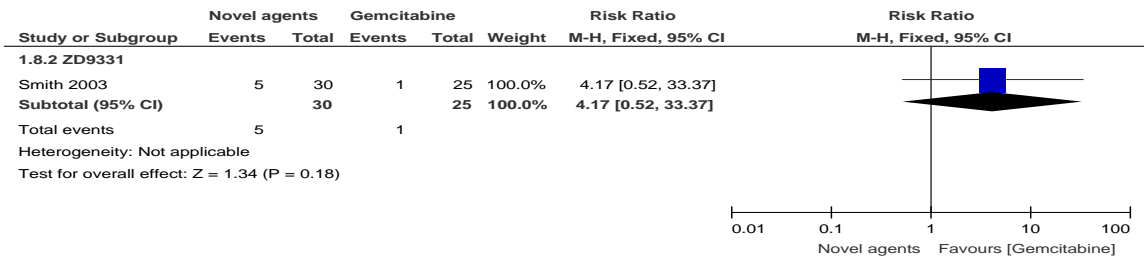 Novel agents Gemcitabine Risk Ratio Risk Ratio
Study or Subgroup Events Total Events Total Weight M-H, Fixed, 95% CI M-H, Fixed, 95% CI
1.8.2 ZD9331
Smith 2003 5 30 1 25 100.0% 4.17 [0.52, 33.37]
Subtotal (95% CI) 30 25 100.0% 4.17 [0.52, 33.37]
Total events 5 1
Heterogeneity: Not applicable
Test for overall effect: Z = 1.34 (P = 0.18)
0.01 0.1 1 10 100
Novel agents Favours [Gemcitabine]